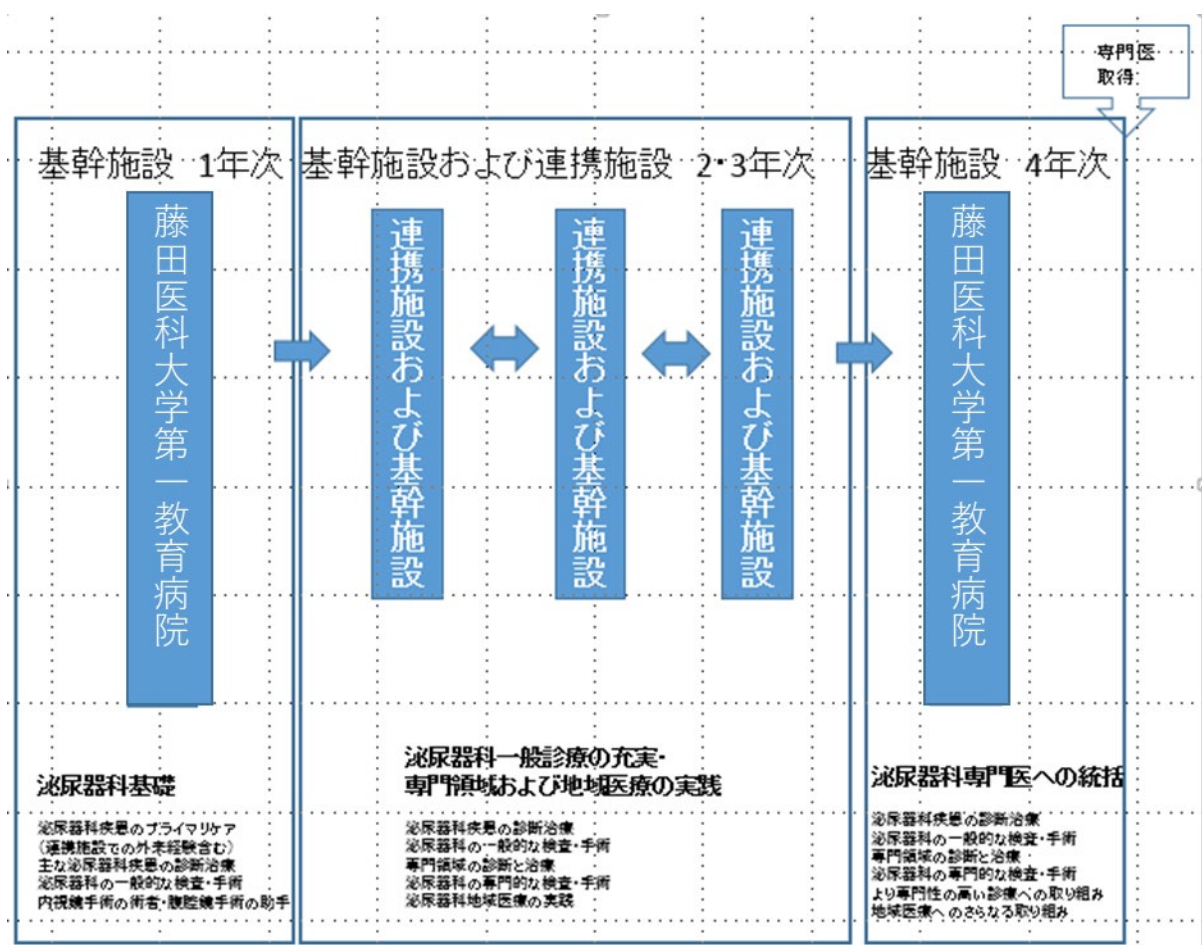 専門医
取得
基幹施設 1年次
藤田医科大学第一教育病院
泌尿器科基礎
泌尿器科疾患のプライマリケア
(連携施設での外来経験含む)
主な泌尿器科疾患の診断治療
泌尿器科の一般的な検査・手術
内視鏡手術の術者・腹腔鏡手術の助手
基幹施設および連携施設 2・3年次
連携施設および基幹施設
連携施設および基幹施設
連携施設および基幹施設
泌尿器科一般診療の充実・
専門領域および地域医療の実践
泌尿器科疾患の診断治療
泌尿器科の一般的な検査・手術
専門領域の診断と治療
泌尿器科の専門的な検査・手術
泌尿器科地域医療の実践
基幹施設 4年次
藤田医科大学第一教育病院
泌尿器科専門医への統括
泌尿器科疾患の診断治療
泌尿器科の一般的な検査・手術
専門領域の診断と治療
泌尿器科の専門的な検査・手術
より専門性の高い診療への取り組み
地域医療へのさらなる取り組み